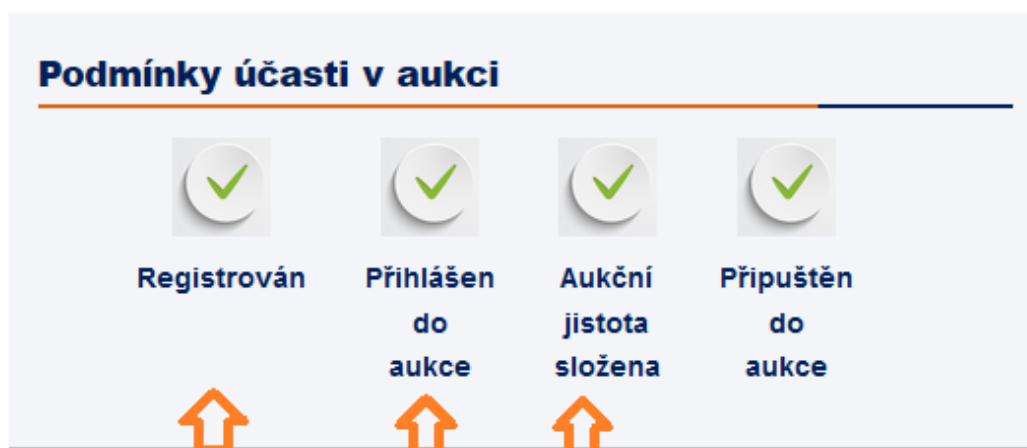 Podmínky účasti v aukci
Registrován
Přihlášen
do
aukce
Aukční
jistota
složena
Připuštěn
do
aukce